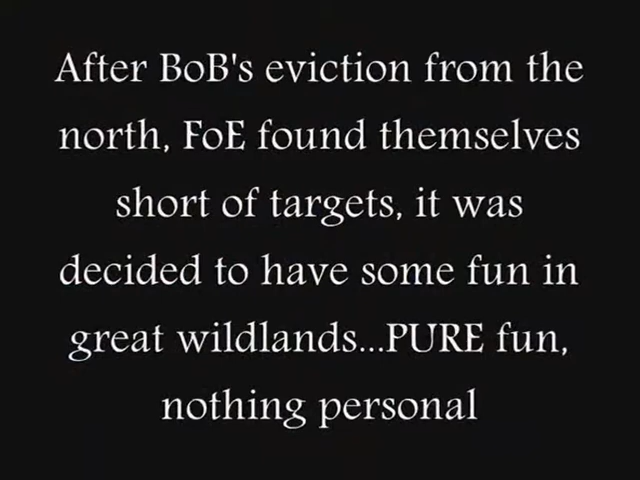 After BoB's eviction from the
north, FoE found themselves
short of targets, it was
decided to have some fun in
great wildlands...PURE fun,
nothing personal